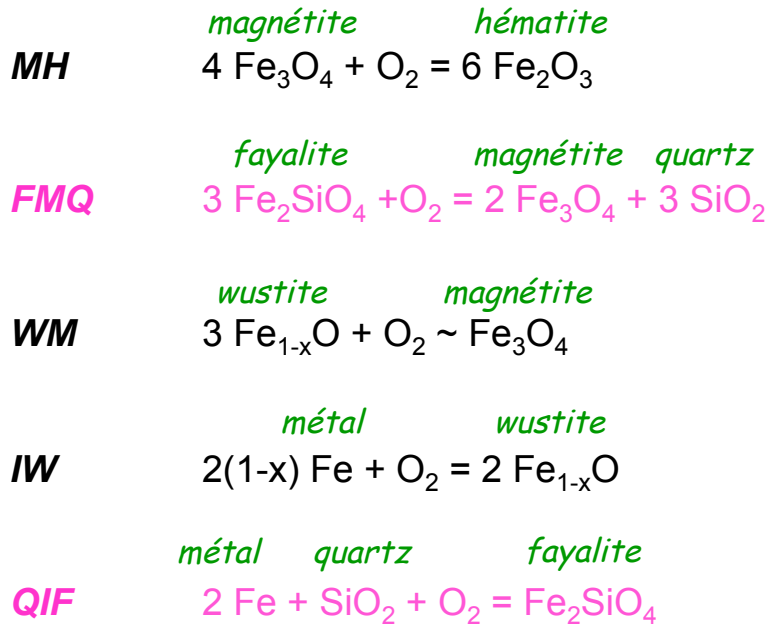 magnétite hématite
MH 4 Fe₃O₄ + O₂ = 6 Fe₂O₃
fayalite magnétite quartz
FMQ 3 Fe₂SiO₄ +O₂ = 2 Fe₃O₄ + 3 SiO₂
wustite magnétite
WM 3 Fe₁₋ₓO + O₂ ~ Fe₃O₄
métal wustite
IW 2(1-x) Fe + O₂ = 2 Fe₁₋ₓO
métal quartz fayalite
QIF 2 Fe + SiO₂ + O₂ = Fe₂SiO₄